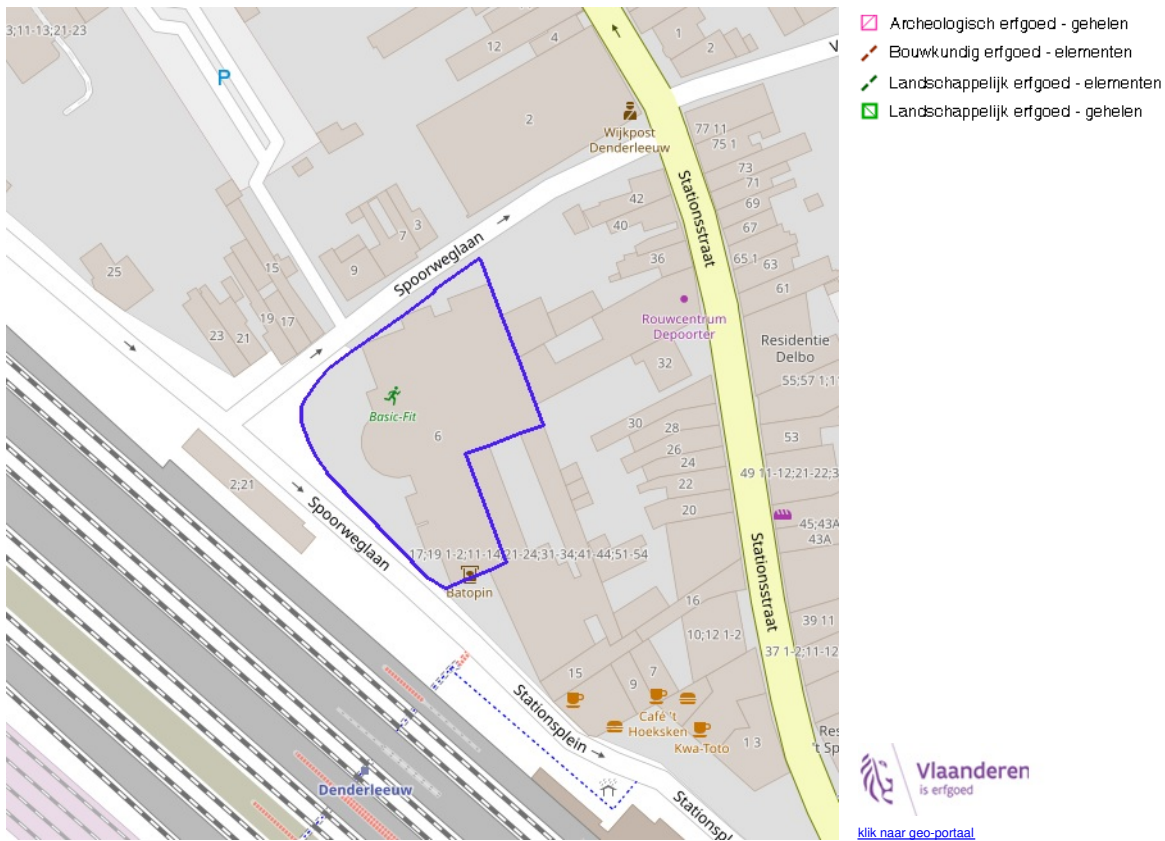 3;11-13;21-23
P
12
4
1
2
2
Wijkpost
Denderleeuw
77 11
75 1
73
71
69
67
65 1
63
61
42
40
36
Stationsstraat
3
7
9
Spoorweglaan
25
15
19
17
23
21
Rouwcentrum
Depoorter
32
Residentie
Delbo
55;57 1;1
Basic-Fit
6
30
28
26
24
22
20
53
49 11-12;21-22;3
45;43A
43A
2;21
Spoorweglaan
17;19 1-2;11-14;21-24;31-34;41-44;51-54
Batopin
Stationsstraat
16
10;12 1-2
39 11
37 1-2;11-12
15
9
7
Café 't
Hoeksken
Kwa-Toto
1 3
Res
't Sp
Stationsplein
Denderleeuw
Stationspl
Archeologisch erfgoed - gehelen
Bouwkundig erfgoed - elementen
Landschappelijk erfgoed - elementen
Landschappelijk erfgoed - gehelen
Vlaanderen
is erfgoed
klik naar geo-portaal